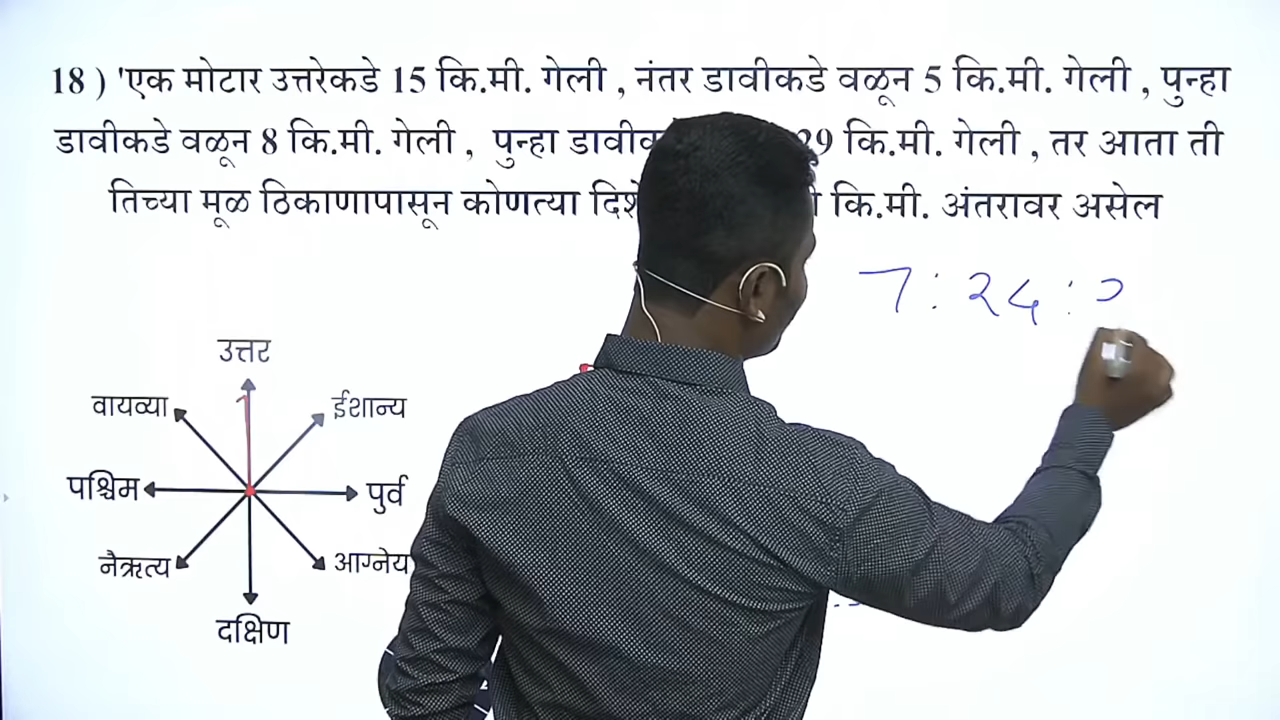 18 ) 'एक मोटार उत्तरेकडे 15 कि.मी. गेली , नंतर डावीकडे वळून 5 कि.मी. गेली , पुन्हा
डावीकडे वळून 8 कि.मी. गेली , पुन्हा 29 कि.मी. गेली , तर आता ती
तिच्या मूळ ठिकाणापासून कोणत्या कि.मी. अंतरावर असेल
7 : 24 :
उत्तर
वायव्या ईशान्य
पश्चिम पुर्व
नैऋत्य आग्नेय
दक्षिण